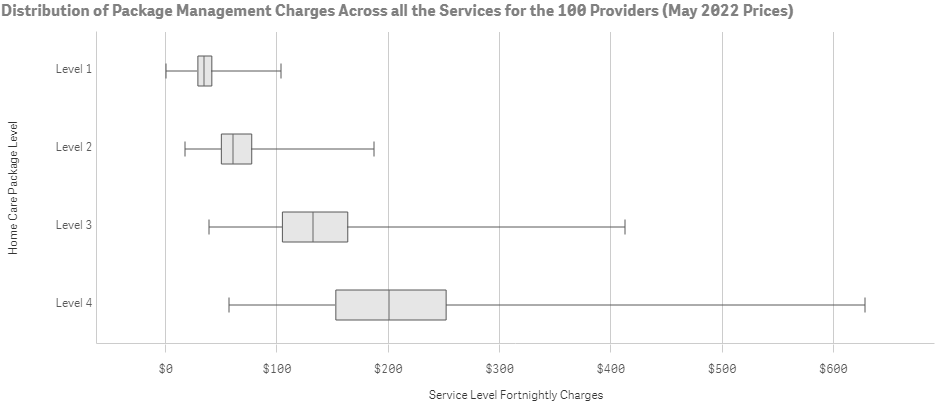 Distribution of Package Management Charges Across all the Services for the 100 Providers (May 2022 Prices)
Home Care Package Level
Level 1
Level 2
Level 3
Level 4
$0 $100 $200 $300 $400 $500 $600
Service Level Fortnightly Charges